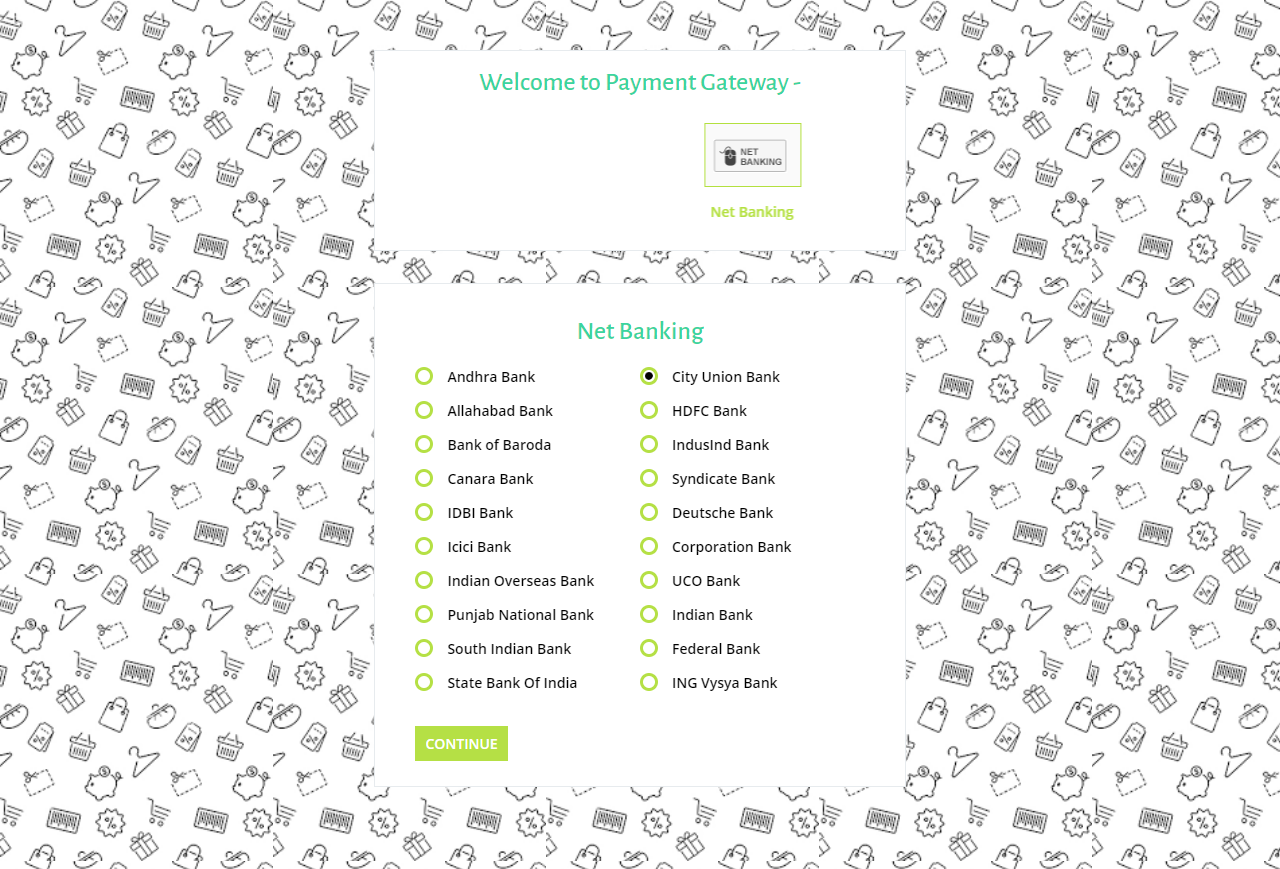 Welcome to Payment Gateway -
NET
BANKING
Net Banking
Net Banking
Andhra Bank
City Union Bank
Allahabad Bank
HDFC Bank
Bank of Baroda
IndusInd Bank
Canara Bank
Syndicate Bank
IDBI Bank
Deutsche Bank
Icici Bank
Corporation Bank
Indian Overseas Bank
UCO Bank
Punjab National Bank
Indian Bank
South Indian Bank
Federal Bank
State Bank Of India
ING Vysya Bank
CONTINUE